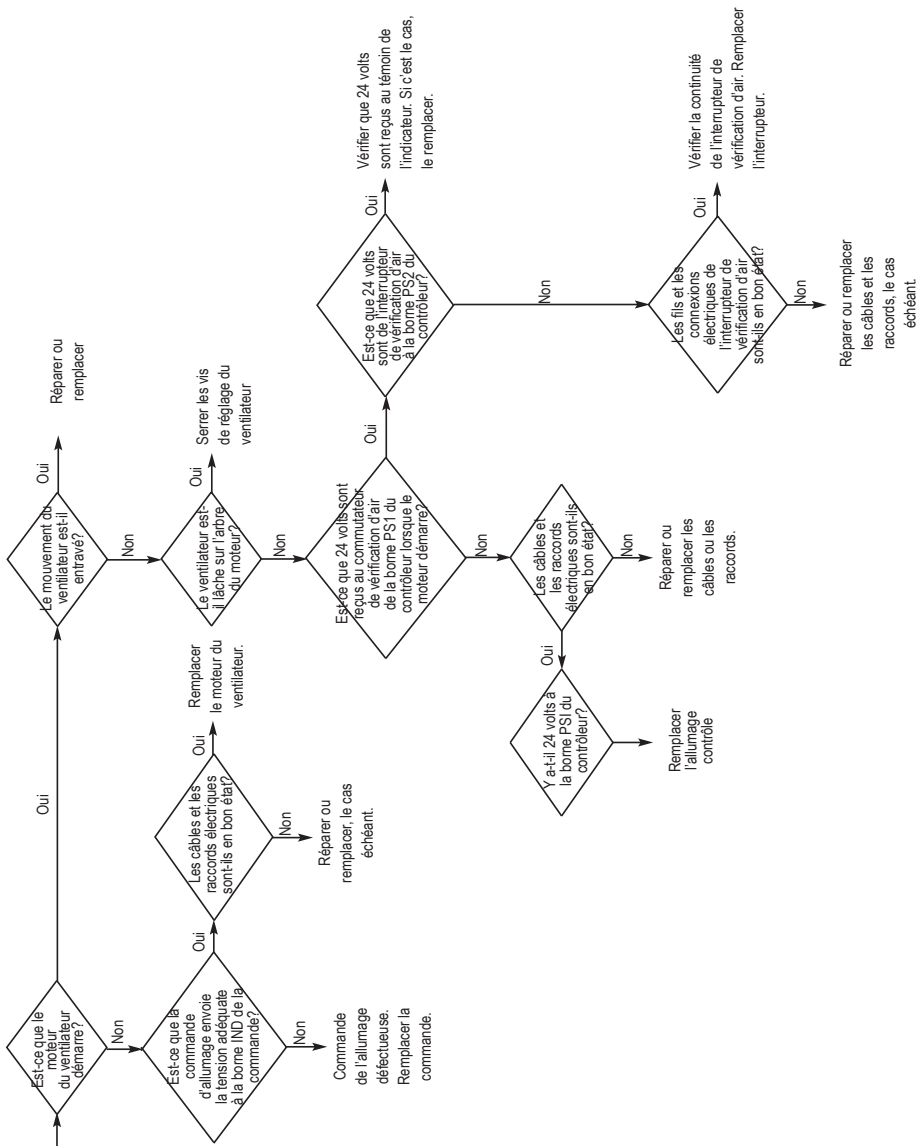 Est-ce que le
moteur
du ventilateur
démarre?
Oui
Non
Le mouvement du
ventilateur est-il
entravé?
Oui
Réparer ou
remplacer
Non
Est-ce que la
commande
d'allumage envoie
la tension adéquate
à la borne IND de la
commande?
Oui
Non
Commande
de l'allumage
défectueuse.
Remplacer la
commande.
Les câbles et les
raccords électriques
sont-ils en bon état?
Oui
Remplacer
le moteur du
ventilateur.
Non
Réparer ou
remplacer, le cas
échéant.
Le ventilateur est-
il lâche sur l'arbre
du moteur?
Oui
Serrer les vis
de réglage du
ventilateur
Non
Est-ce que 24 volts sont
reçus au commutateur
de vérification d'air
de la borne PS1 du
contrôleur lorsque le
moteur démarre?
Oui
Non
Est-ce que 24 volts
sont de l'interrupteur
de vérification d'air
à la borne PS2 du
contrôleur?
Oui
Vérifier que 24 volts
sont reçus au témoin de
l'indicateur. Si c'est le cas,
le remplacer.
Non
Les câbles et
les raccords
électriques sont-ils
en bon état?
Oui
Non
Réparer ou
remplacer les
câbles ou les
raccords.
Y a-t-il 24 volts à
la borne PSI du
contrôleur?
Remplacer
l'allumage
contrôle
Les fils et les
connexions
électriques de
l'interrupteur de
vérification d'air
sont-ils en bon état?
Oui
Vérifier la continuité
de l'interrupteur de
vérification d'air. Remplacer
l'interrupteur.
Non
Réparer ou remplacer
les câbles et les
raccords, le cas
échéant.